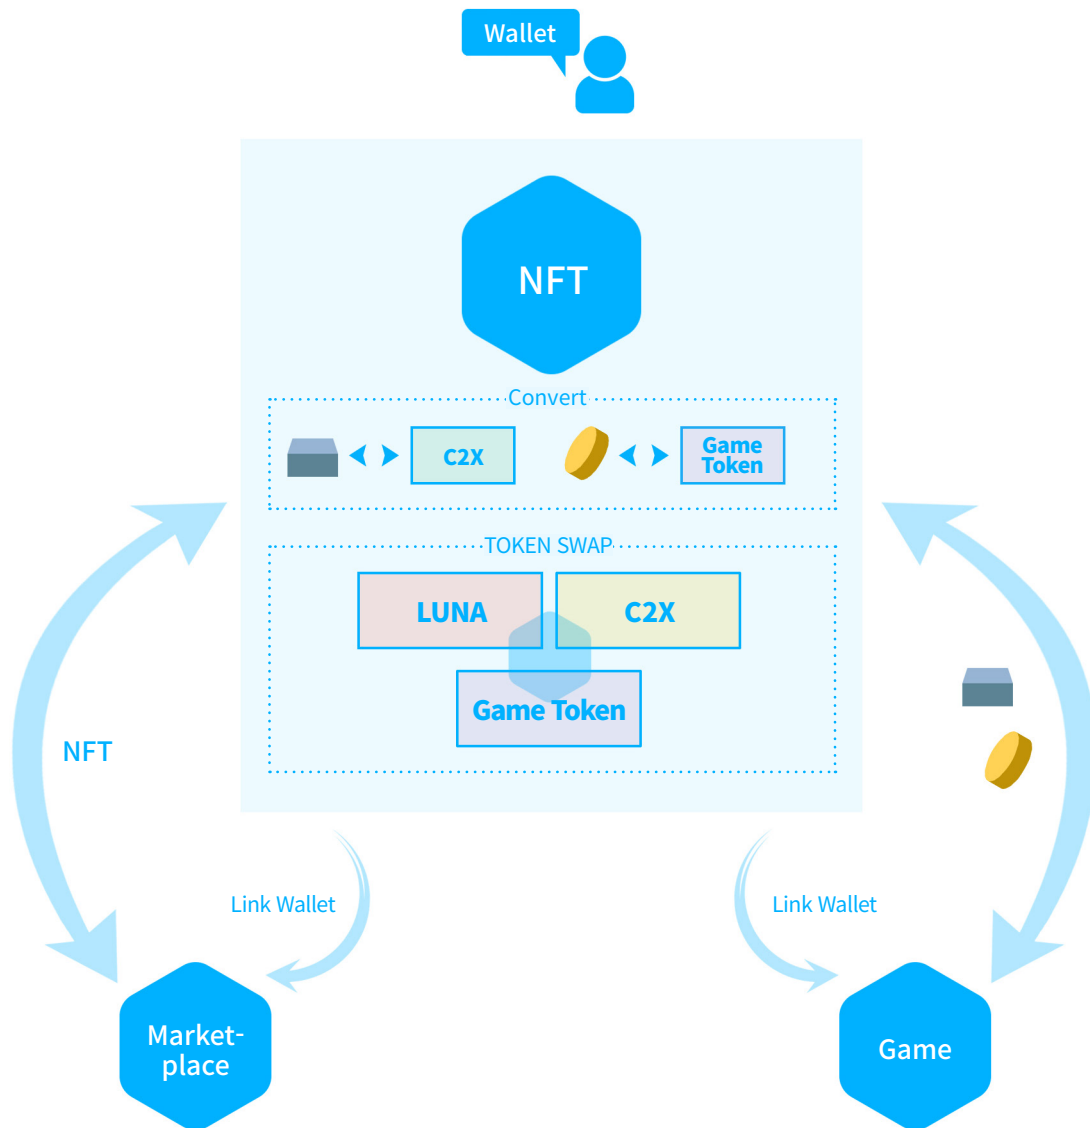 Wallet
NFT
Convert
C2X
Game
Token
TOKEN SWAP
LUNA
C2X
Game Token
NFT
Link Wallet
Link Wallet
Market-
place
Game